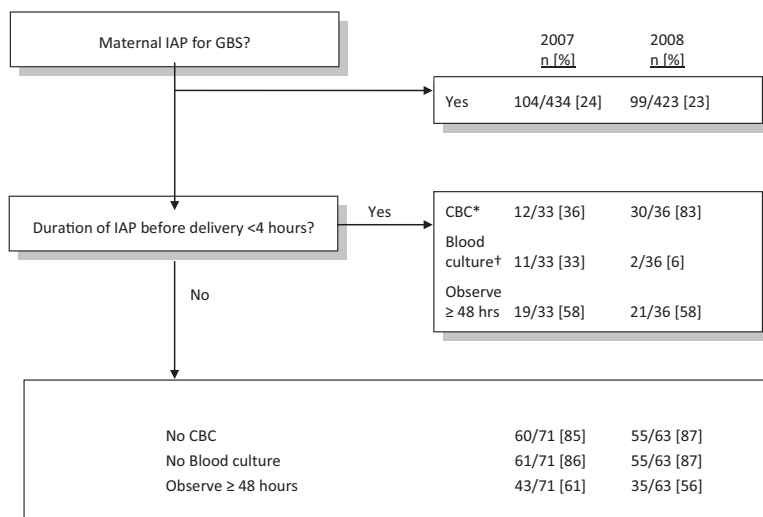 Maternal IAP for GBS?
2007 2008
n [%] n [%]
Yes 104/434 [24] 99/423 [23]
Duration of IAP before delivery <4 hours?
Yes
CBC* 12/33 [36] 30/36 [83]
Blood
culture† 11/33 [33] 2/36 [6]
Observe
≥ 48 hrs 19/33 [58] 21/36 [58]
No
No CBC 60/71 [85] 55/63 [87]
No Blood culture 61/71 [86] 55/63 [87]
Observe ≥ 48 hours 43/71 [61] 35/63 [56]